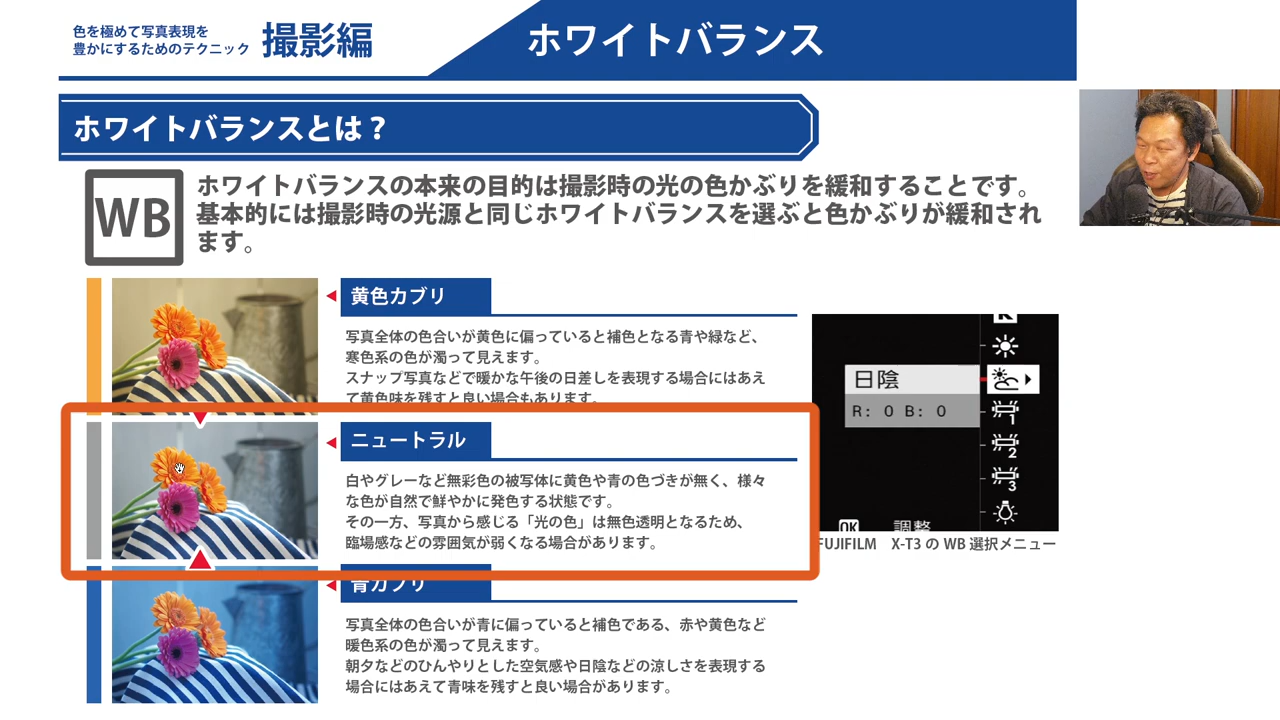 色を極めて写真表現を
豊かにするためのテクニック
撮影編
ホワイトバランス
ホワイトバランスとは？
WB
ホワイトバランスの本来の目的は撮影時の光の色かぶりを緩和することです。
基本的には撮影時の光源と同じホワイトバランスを選ぶと色かぶりが緩和され
ます。
黄色カブリ
写真全体の色合いが黄色に偏っていると補色となる青や緑など、
寒色系の色が濁って見えます。
スナップ写真などで暖かな午後の日差しを表現する場合にはあえ
て黄色味を残すと良い場合もあります。
ニュートラル
白やグレーなど無彩色の被写体に黄色や青の色づきが無く、様々
な色が自然で鮮やかに発色する状態です。
その一方、写真から感じる「光の色」は無色透明となるため、
臨場感などの雰囲気が弱くなる場合があります。
青カブリ
写真全体の色合いが青に偏っていると補色である、赤や黄色など
暖色系の色が濁って見えます。
朝夕などのひんやりとした空気感や日陰などの涼しさを表現する
場合にはあえて青味を残すと良い場合があります。
K
日陰
R: 0 B: 0
1
2
3
OK 調整
FUJIFILM X-T3 の WB 選択メニュー